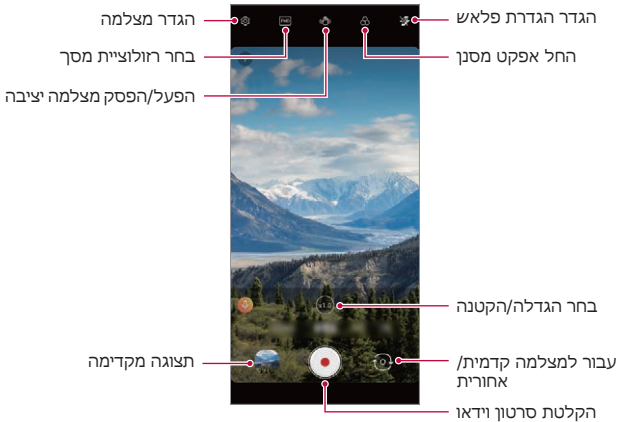 הגדר הגדרת פלאש
הגדר מצלמה
FHD
החל אפקט מסנן
בחר רזולוציית מסך
הפעל/הפסק מצלמה יציבה
בחר הגדלה/הקטנה
x1.0
עבור למצלמה קדמית/
אחורית
תצוגה מקדימה
הקלטת סרטון וידאו